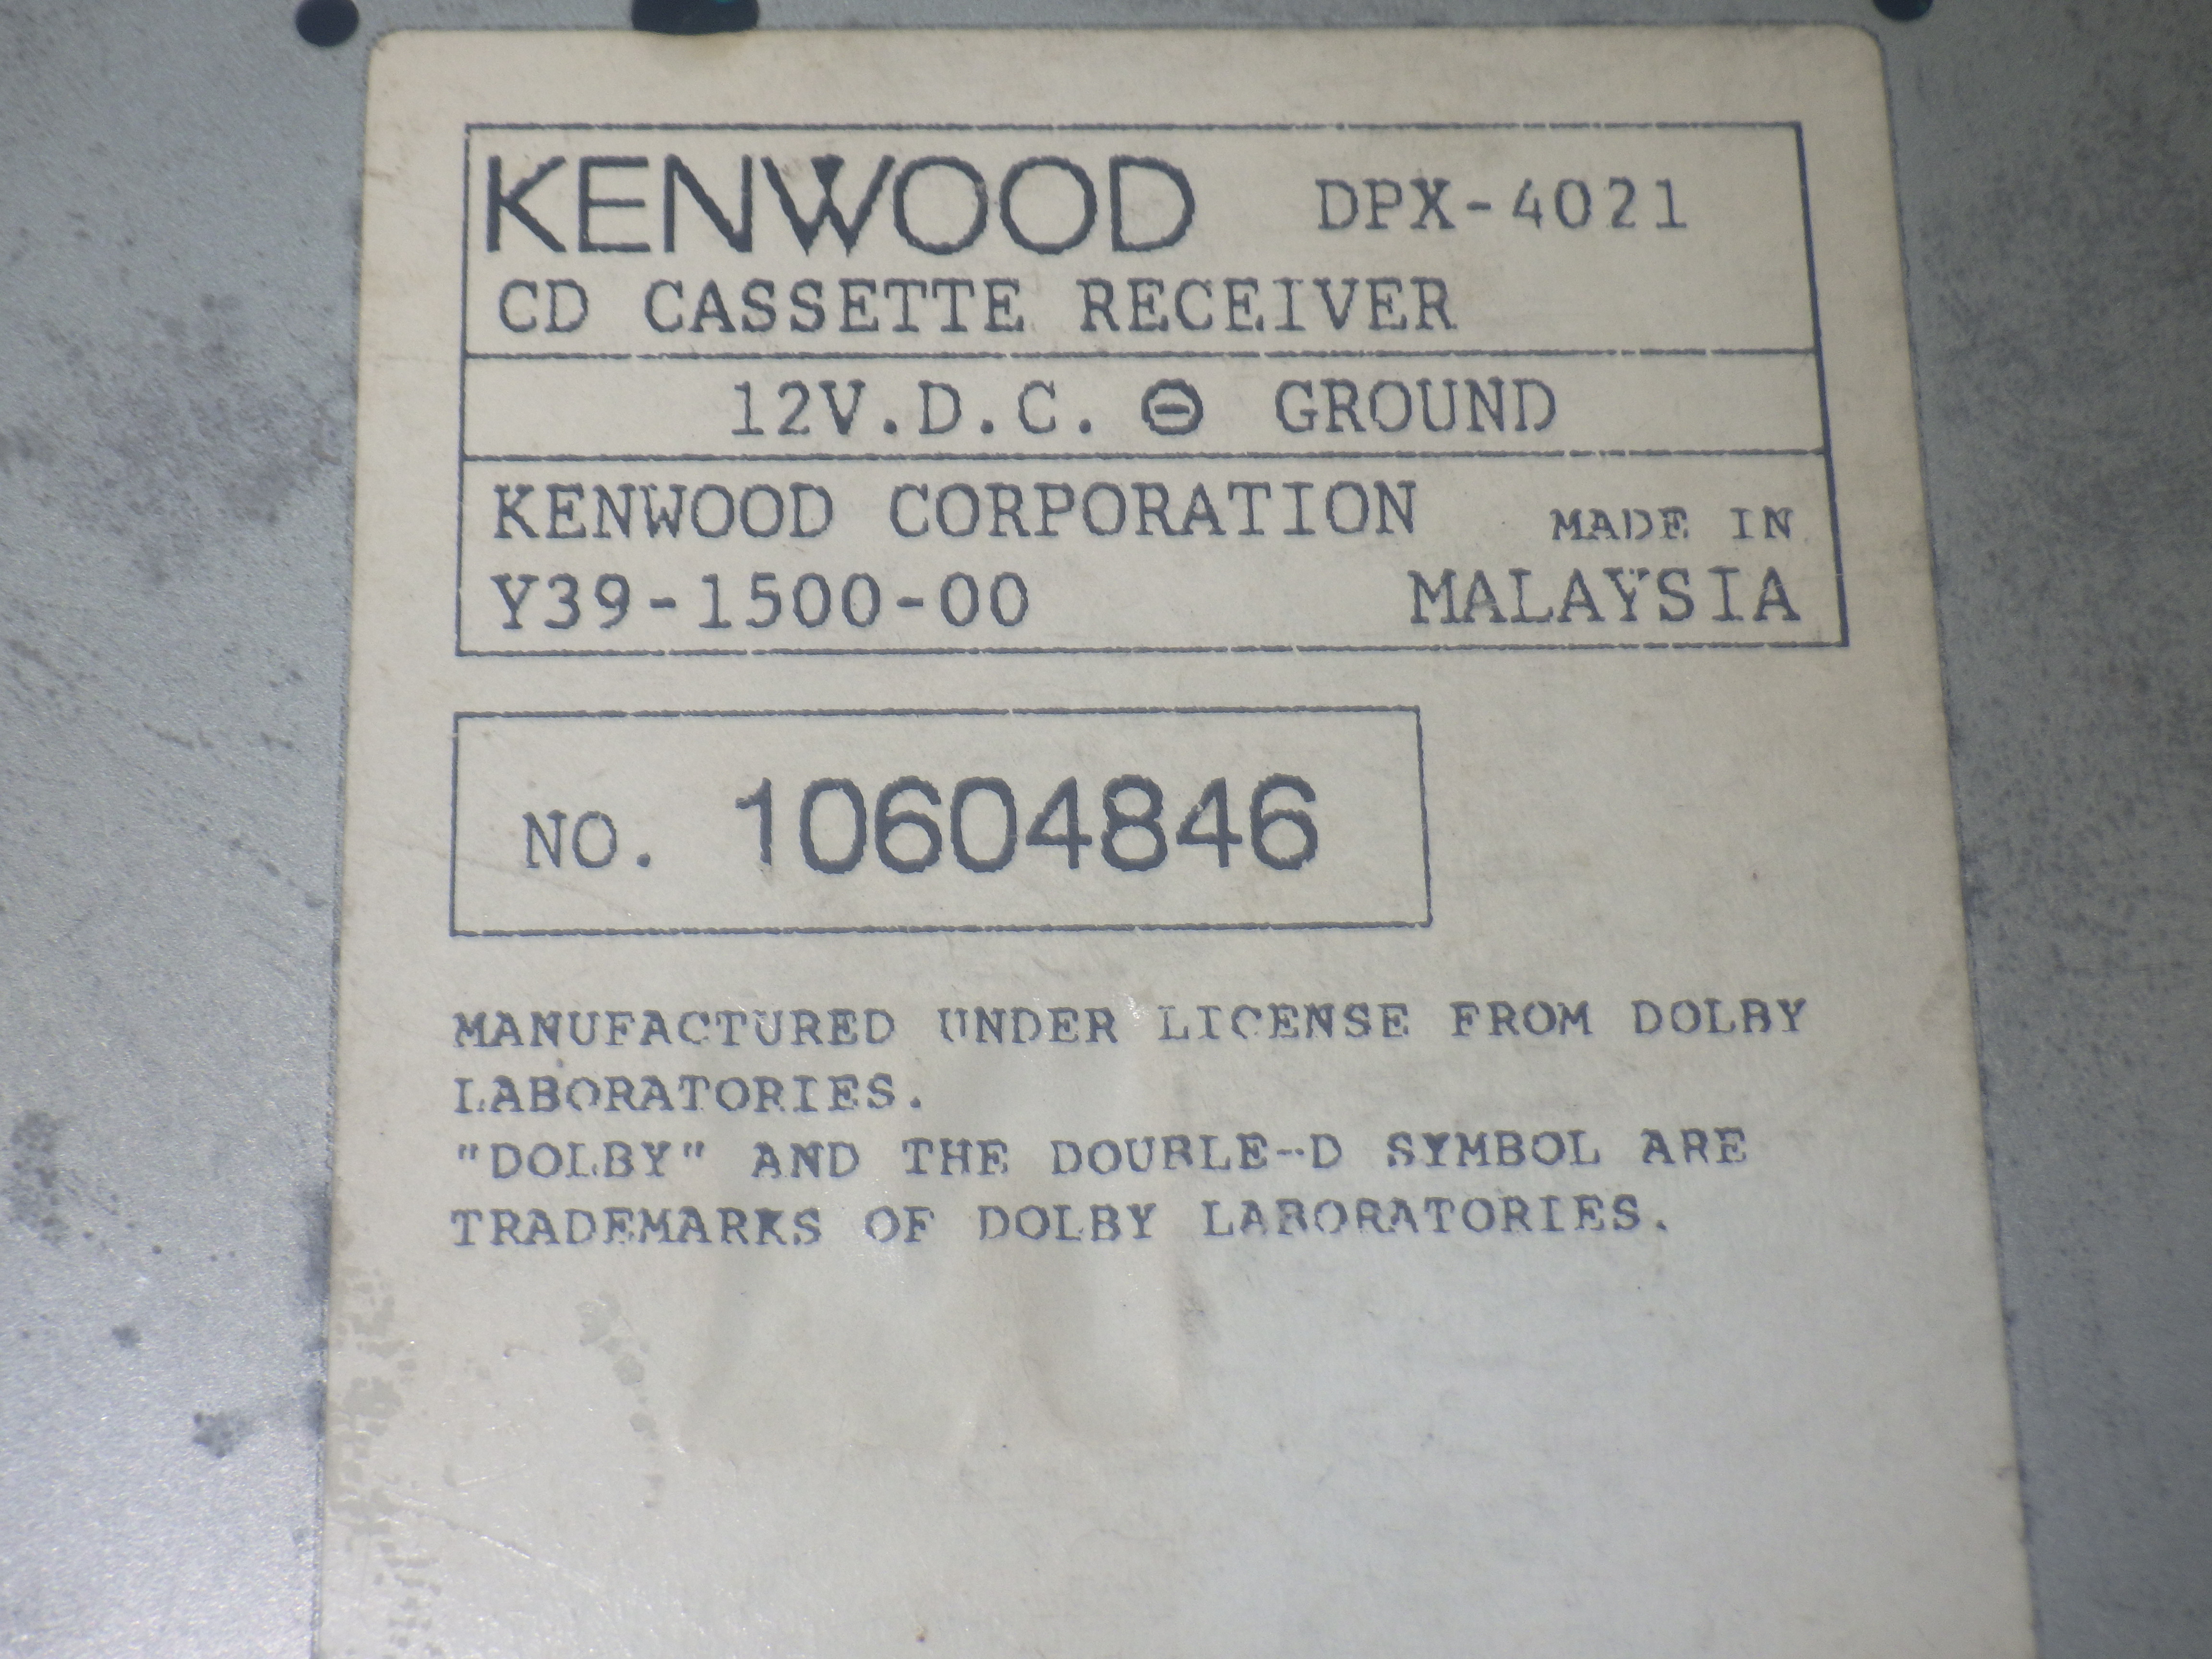 KENWOOD DPX-4021
CD CASSETTE RECEIVER
12V.D.C. ⊖ GROUND
KENWOOD CORPORATION MADE IN
Y39-1500-00 MALAYSIA
NO. 10604846
MANUFACTURED UNDER LICENSE FROM DOLBY
LABORATORIES.
"DOLBY" AND THE DOUBLE-D SYMBOL ARE
TRADEMARKS OF DOLBY LABORATORIES.